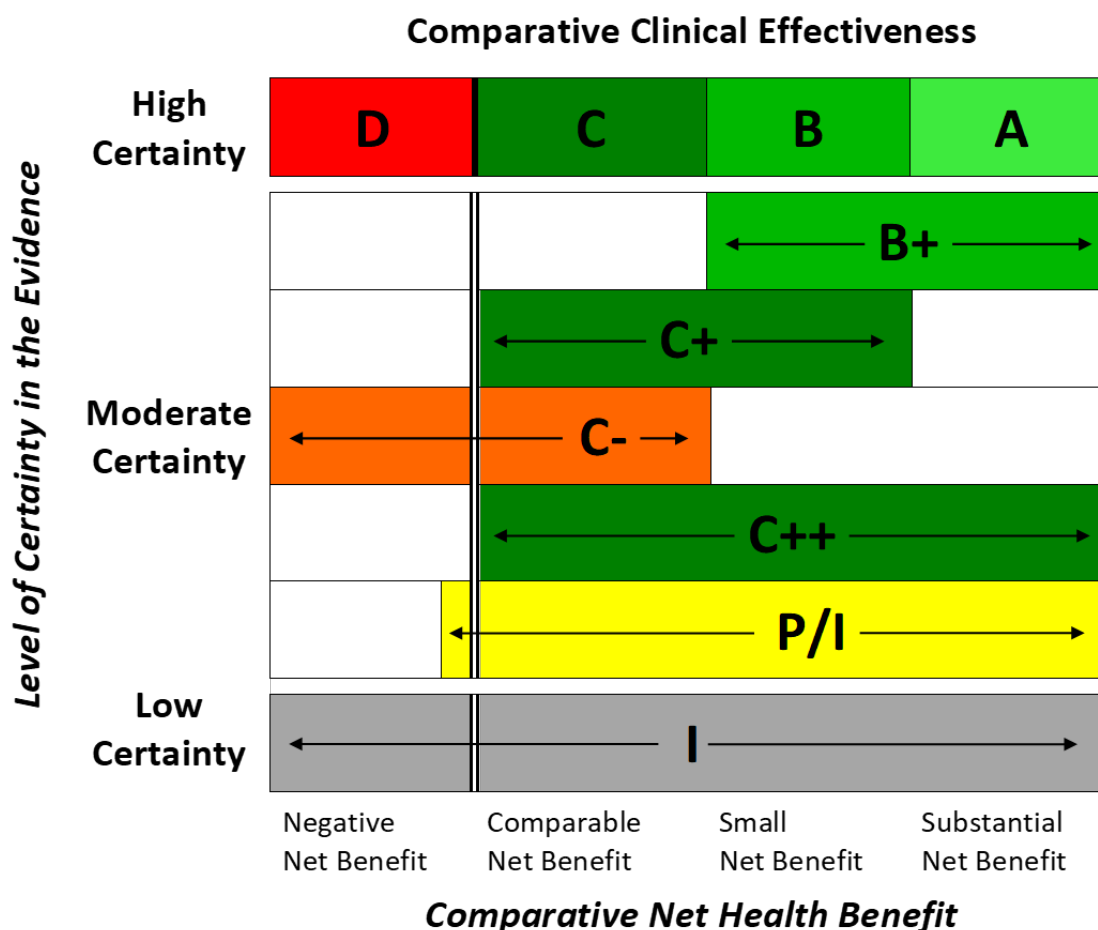 Comparative Clinical Effectiveness
High
Certainty
D
C
B
A
B+
C+
Moderate
Certainty
C-
C++
P/I
Low
Certainty
I
Negative
Net Benefit
Comparable
Net Benefit
Small
Net Benefit
Substantial
Net Benefit
Comparative Net Health Benefit
Level of Certainty in the Evidence